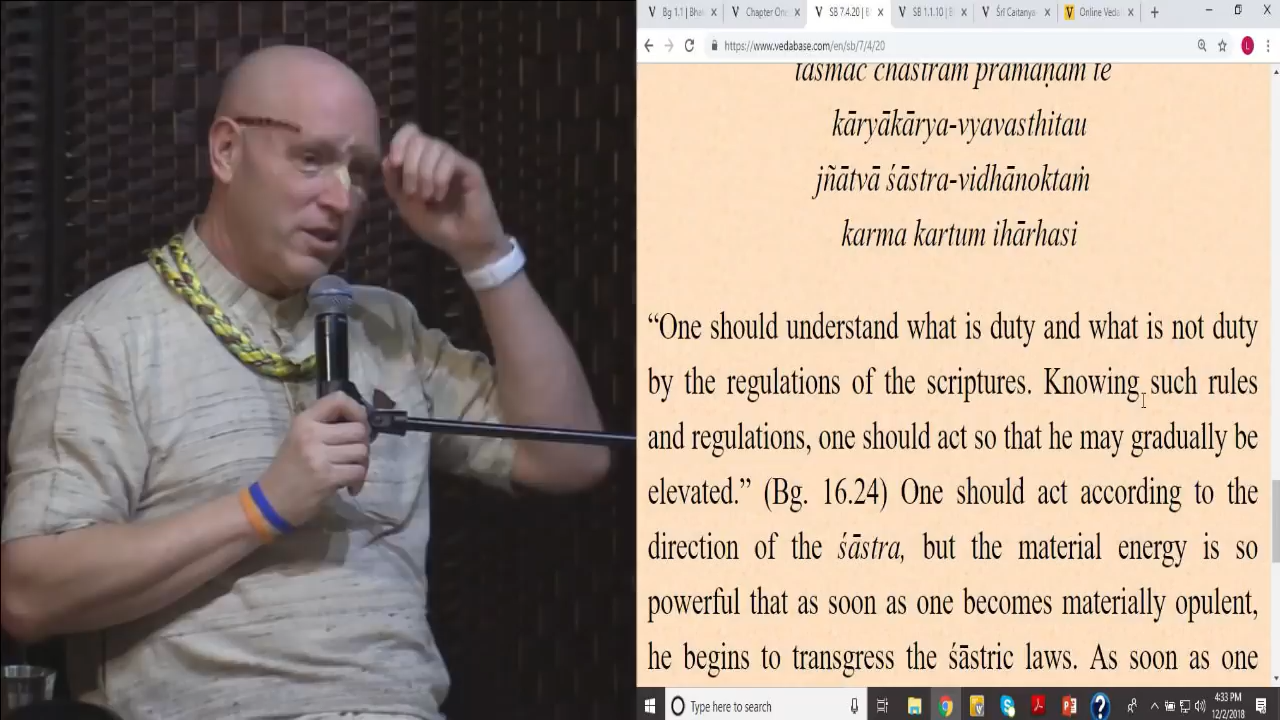 Bg 1.1 | Bha
Chapter One
SB 7.4.20 | B
SB 1.1.10 | B
Śrī Caitanya
Online Veda
https://www.vedabase.com/en/sb/7/4/20
tasmāc chāstraṁ pramāṇaṁ te
kāryākārya-vyavasthitau
jñātvā śāstra-vidhānoktaṁ
karma kartum ihārhasi
“One should understand what is duty and what is not duty
by the regulations of the scriptures. Knowing such rules
and regulations, one should act so that he may gradually be
elevated.” (Bg. 16.24) One should act according to the
direction of the śāstra, but the material energy is so
powerful that as soon as one becomes materially opulent,
he begins to transgress the śāstric laws. As soon as one
Type here to search
4:33 PM
12/2/2018